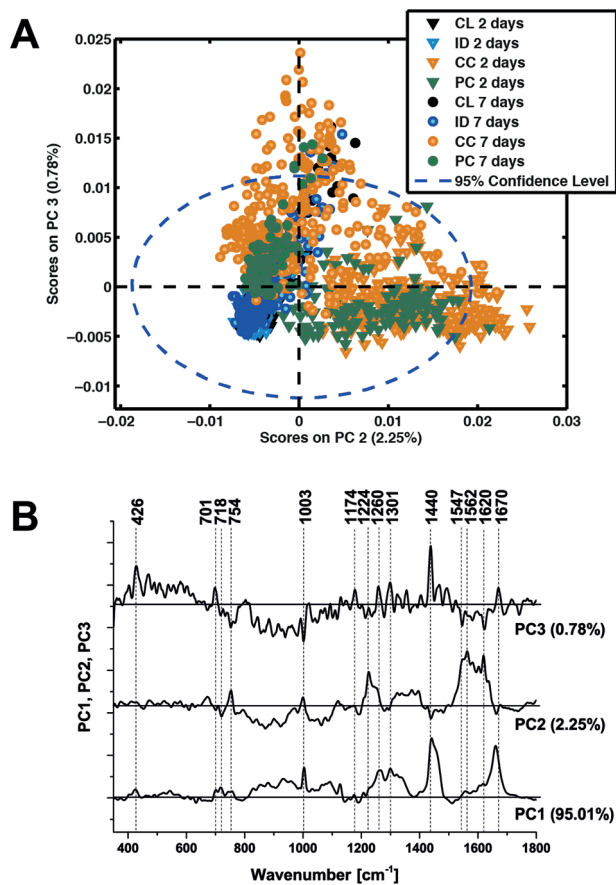 A
CL 2 days
ID 2 days
CC 2 days
PC 2 days
CL 7 days
ID 7 days
CC 7 days
PC 7 days
95% Confidence Level
Scores on PC 3 (0.78%)
0.025
0.02
0.015
0.01
0.005
0
−0.005
−0.01
−0.02 −0.01 0 0.01 0.02 0.03
Scores on PC 2 (2.25%)
B
426 701 718 754 1003 1174 1224 1260 1301 1440 1547 1562 1620 1670
PC1, PC2, PC3
PC3 (0.78%)
PC2 (2.25%)
PC1 (95.01%)
400 600 800 1000 1200 1400 1600 1800
Wavenumber [cm⁻¹]